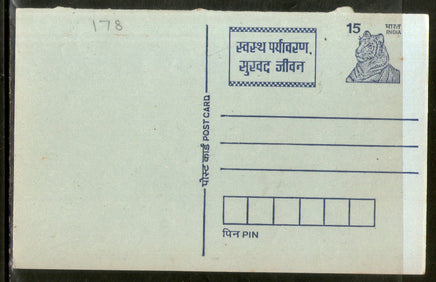 178
स्वस्थ पर्यावरण,
सुखद जीवन
15 भारत
INDIA
पोस्ट कार्ड POST CARD
पिन PIN